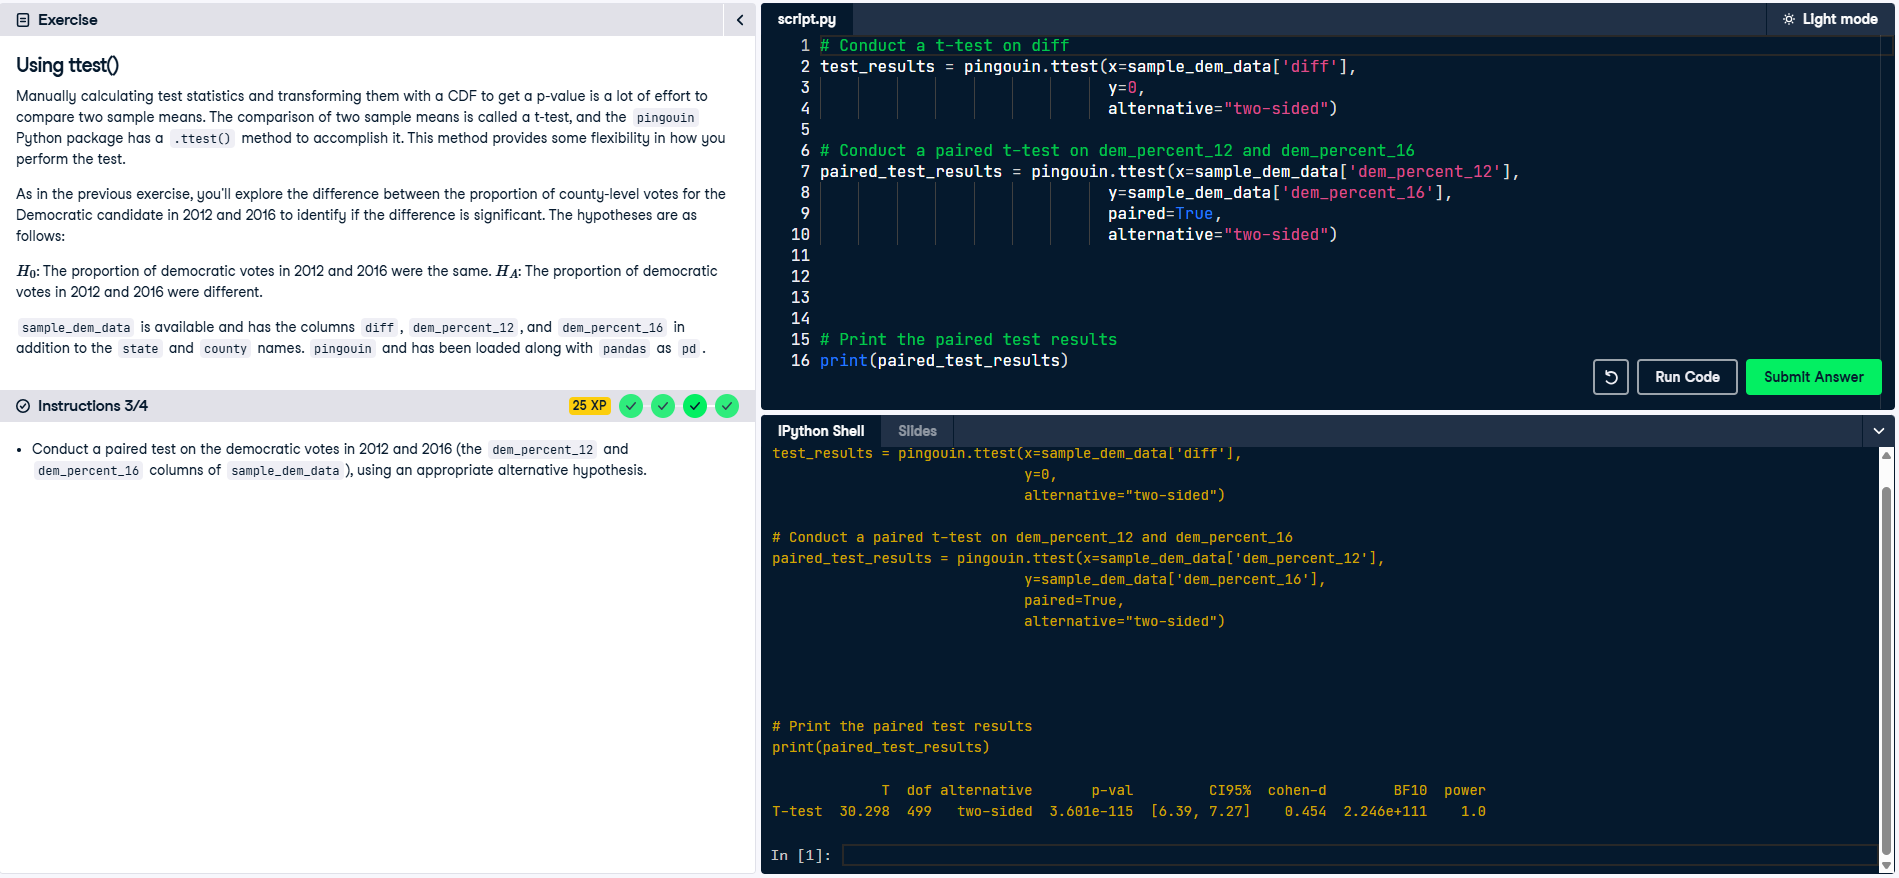 Exercise
Using ttest()
Manually calculating test statistics and transforming them with a CDF to get a p-value is a lot of effort to
compare two sample means. The comparison of two sample means is called a t-test, and the pingouin
Python package has a .ttest() method to accomplish it. This method provides some flexibility in how you
perform the test.
As in the previous exercise, you'll explore the difference between the proportion of county-level votes for the
Democratic candidate in 2012 and 2016 to identify if the difference is significant. The hypotheses are as
follows:
H0: The proportion of democratic votes in 2012 and 2016 were the same. HA: The proportion of democratic
votes in 2012 and 2016 were different.
sample_dem_data is available and has the columns diff, dem_percent_12, and dem_percent_16 in
addition to the state and county names. pingouin and has been loaded along with pandas as pd.
Instructions 3/4
25 XP
• Conduct a paired test on the democratic votes in 2012 and 2016 (the dem_percent_12 and
dem_percent_16 columns of sample_dem_data), using an appropriate alternative hypothesis.
script.py
Light mode
1 # Conduct a t-test on diff
2 test_results = pingouin.ttest(x=sample_dem_data['diff'],
3 y=0,
4 alternative="two-sided")
5
6 # Conduct a paired t-test on dem_percent_12 and dem_percent_16
7 paired_test_results = pingouin.ttest(x=sample_dem_data['dem_percent_12'],
8 y=sample_dem_data['dem_percent_16'],
9 paired=True,
10 alternative="two-sided")
11
12
13
14
15 # Print the paired test results
16 print(paired_test_results)
Run Code
Submit Answer
IPython Shell
Slides
test_results = pingouin.ttest(x=sample_dem_data['diff'],
y=0,
alternative="two-sided")
# Conduct a paired t-test on dem_percent_12 and dem_percent_16
paired_test_results = pingouin.ttest(x=sample_dem_data['dem_percent_12'],
y=sample_dem_data['dem_percent_16'],
paired=True,
alternative="two-sided")
# Print the paired test results
print(paired_test_results)
T dof alternative p-val CI95% cohen-d BF10 power
T-test 30.298 499 two-sided 3.601e-115 [6.39, 7.27] 0.454 2.246e+111 1.0
In [1]: